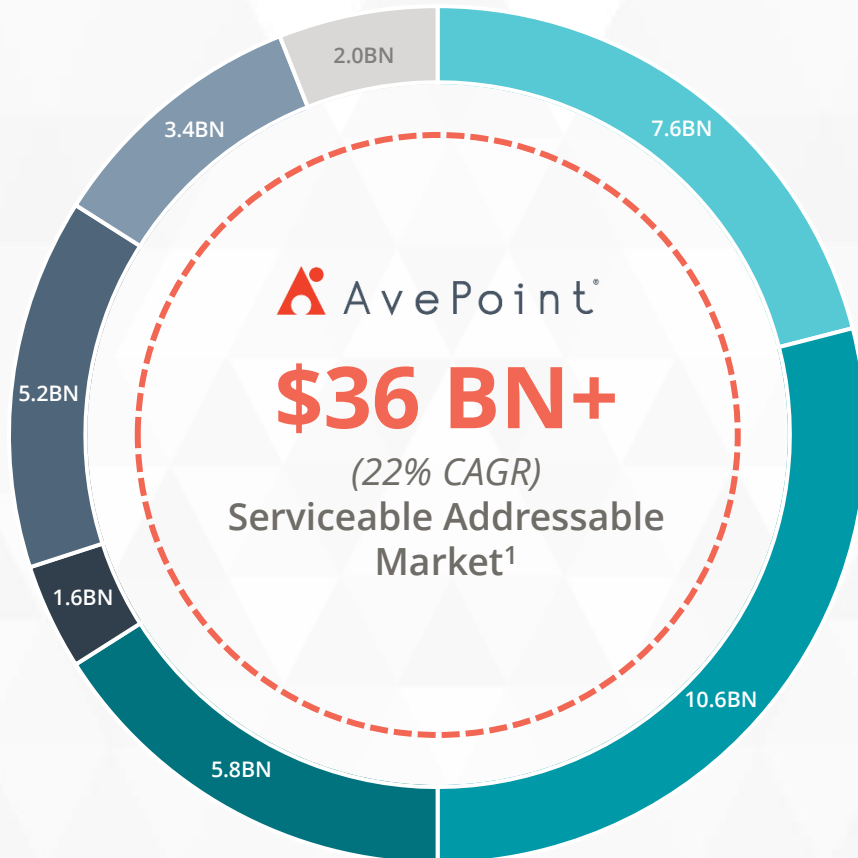 2.0BN
7.6BN
3.4BN
AvePoint®
$36 BN+
(22% CAGR)
Serviceable Addressable
Market¹
5.2BN
1.6BN
10.6BN
5.8BN